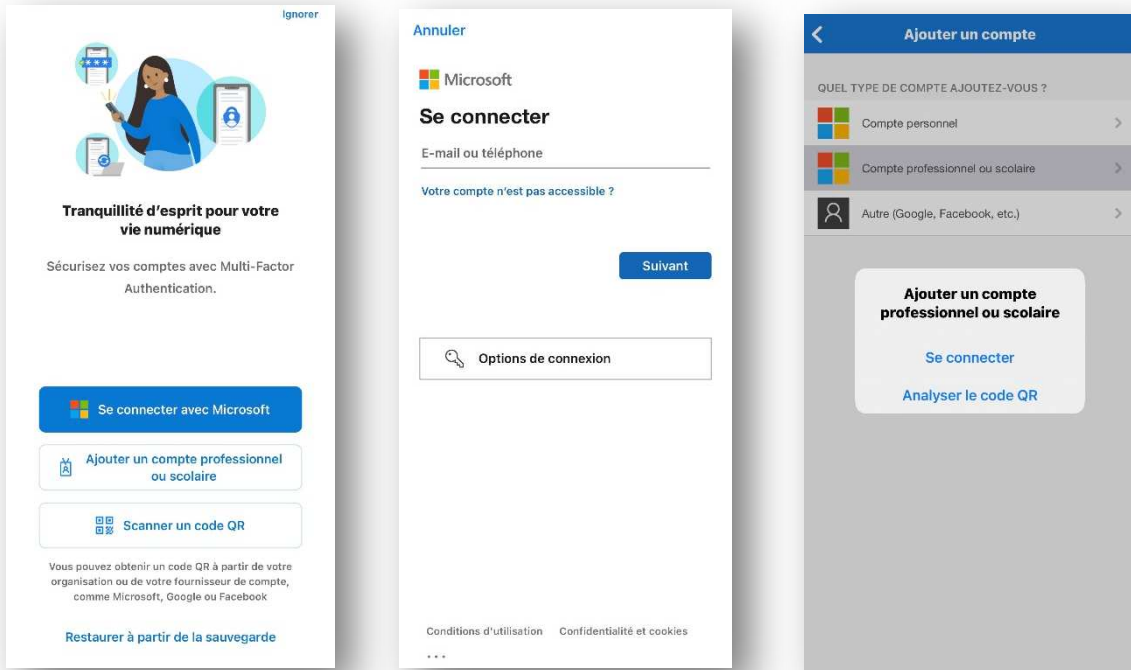 Ignorer
***
Tranquillité d'esprit pour votre
vie numérique
Sécurisez vos comptes avec Multi-Factor
Authentication.
Se connecter avec Microsoft
Ajouter un compte professionnel
ou scolaire
Scanner un code QR
Vous pouvez obtenir un code QR à partir de votre
organisation ou de votre fournisseur de compte,
comme Microsoft, Google ou Facebook
Restaurer à partir de la sauvegarde
Annuler
Microsoft
Se connecter
E-mail ou téléphone
Votre compte n'est pas accessible ?
Suivant
Options de connexion
Conditions d'utilisation Confidentialité et cookies
...
Ajouter un compte
QUEL TYPE DE COMPTE AJOUTEZ-VOUS ?
Compte personnel
Compte professionnel ou scolaire
Autre (Google, Facebook, etc.)
Ajouter un compte
professionnel ou scolaire
Se connecter
Analyser le code QR